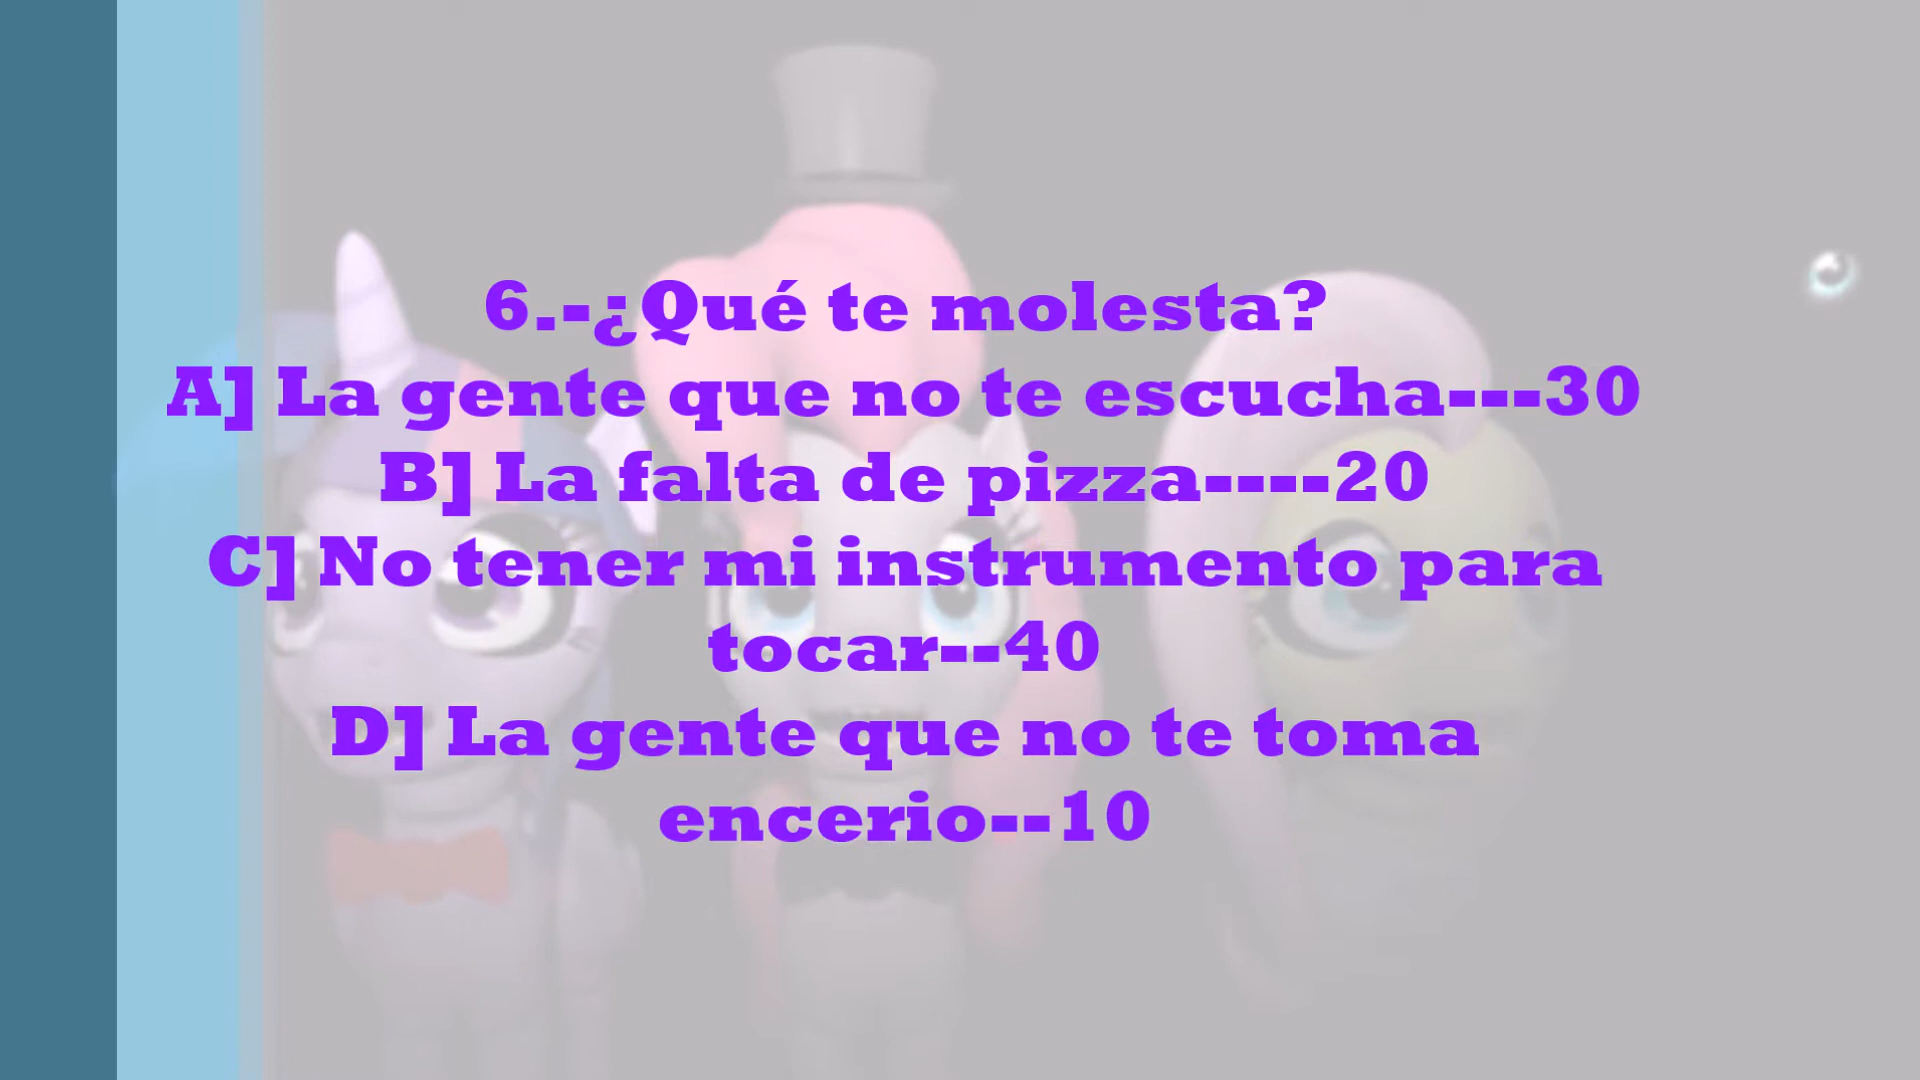 6.-¿Qué te molesta?
A] La gente que no te escucha---30
B] La falta de pizza----20
C] No tener mi instrumento para
tocar--40
D] La gente que no te toma
encerio--10